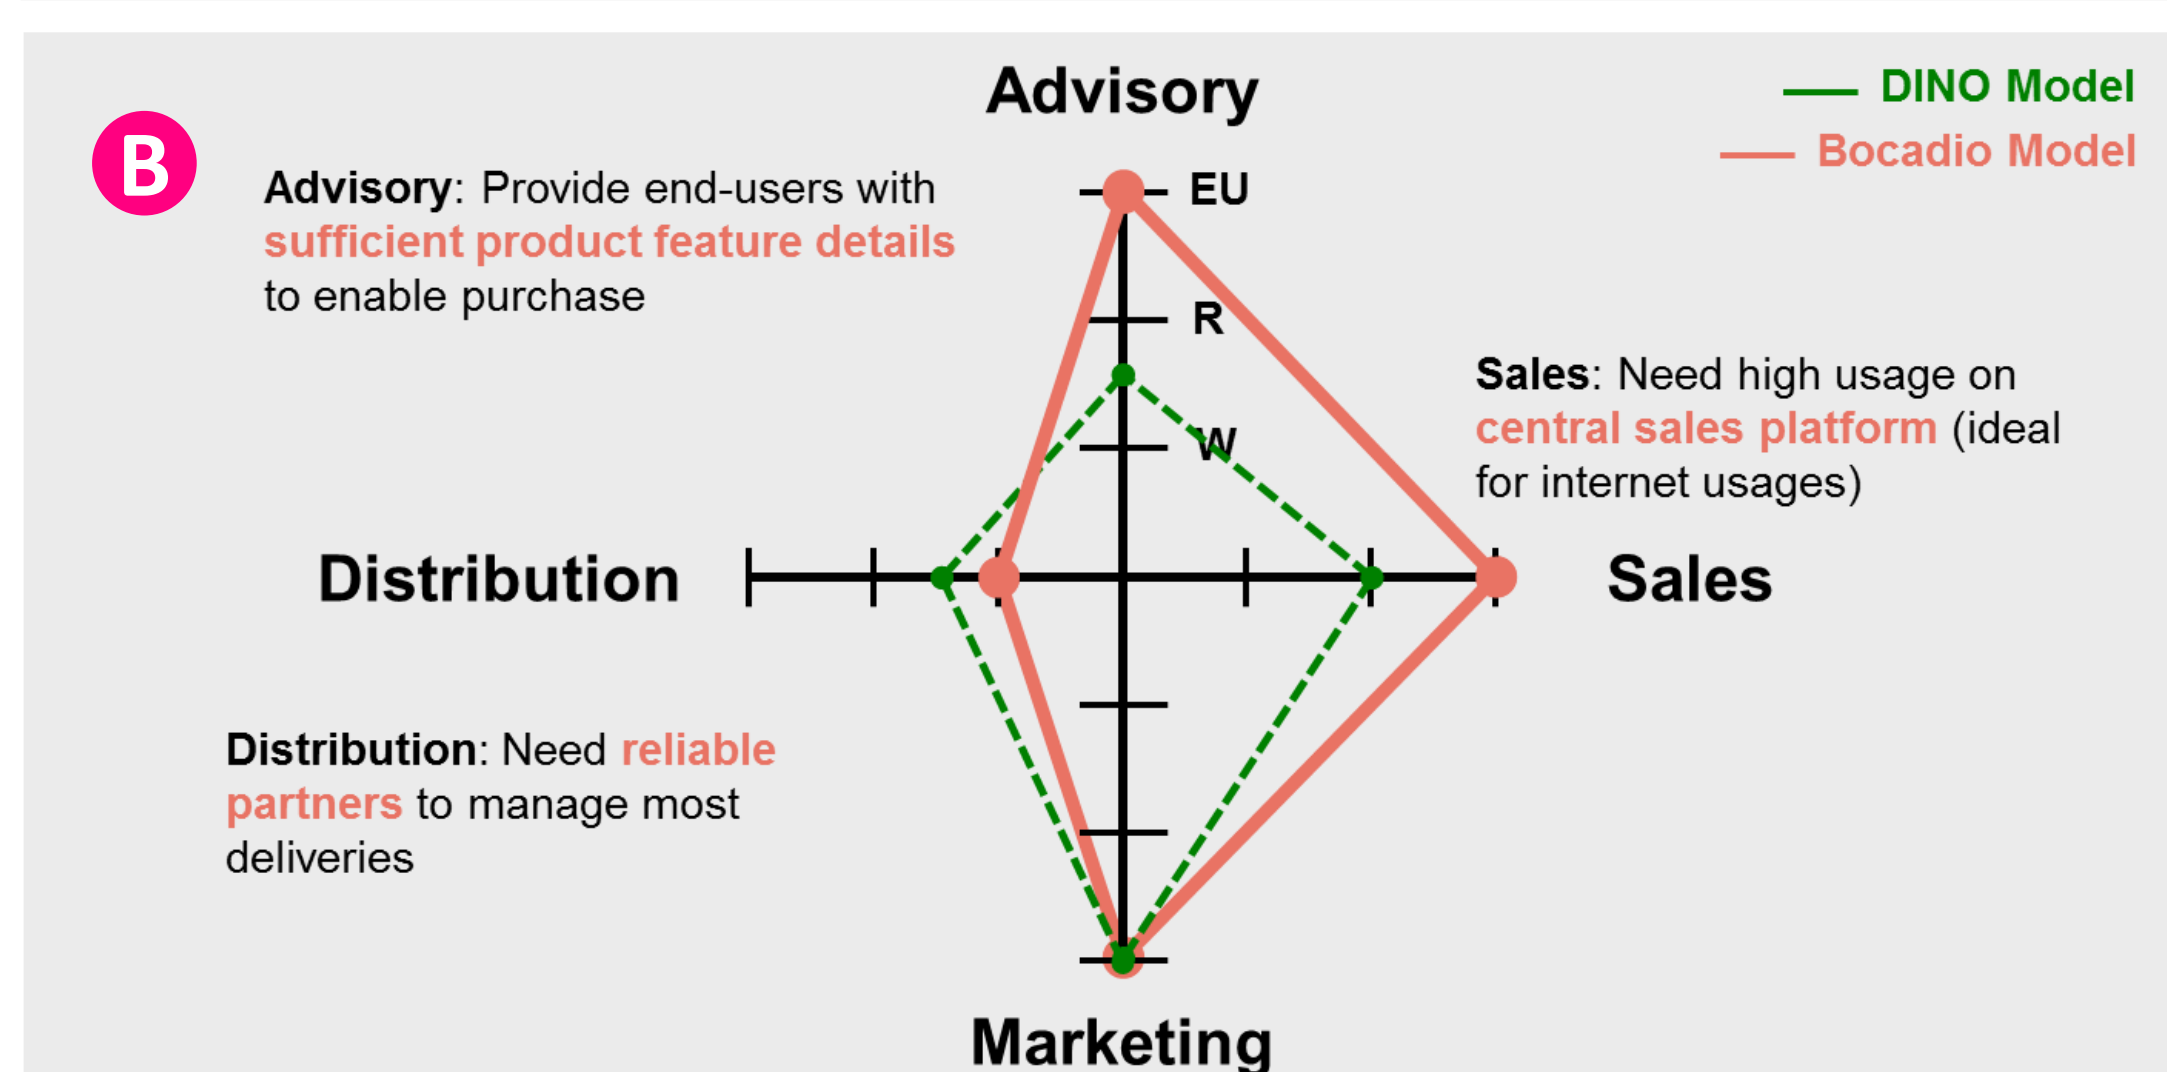 Advisory
DINO Model
Bocadio Model
B
Advisory: Provide end-users with
sufficient product feature details
to enable purchase
EU
R
W
Sales: Need high usage on
central sales platform (ideal
for internet usages)
Distribution
Sales
Distribution: Need reliable
partners to manage most
deliveries
Marketing